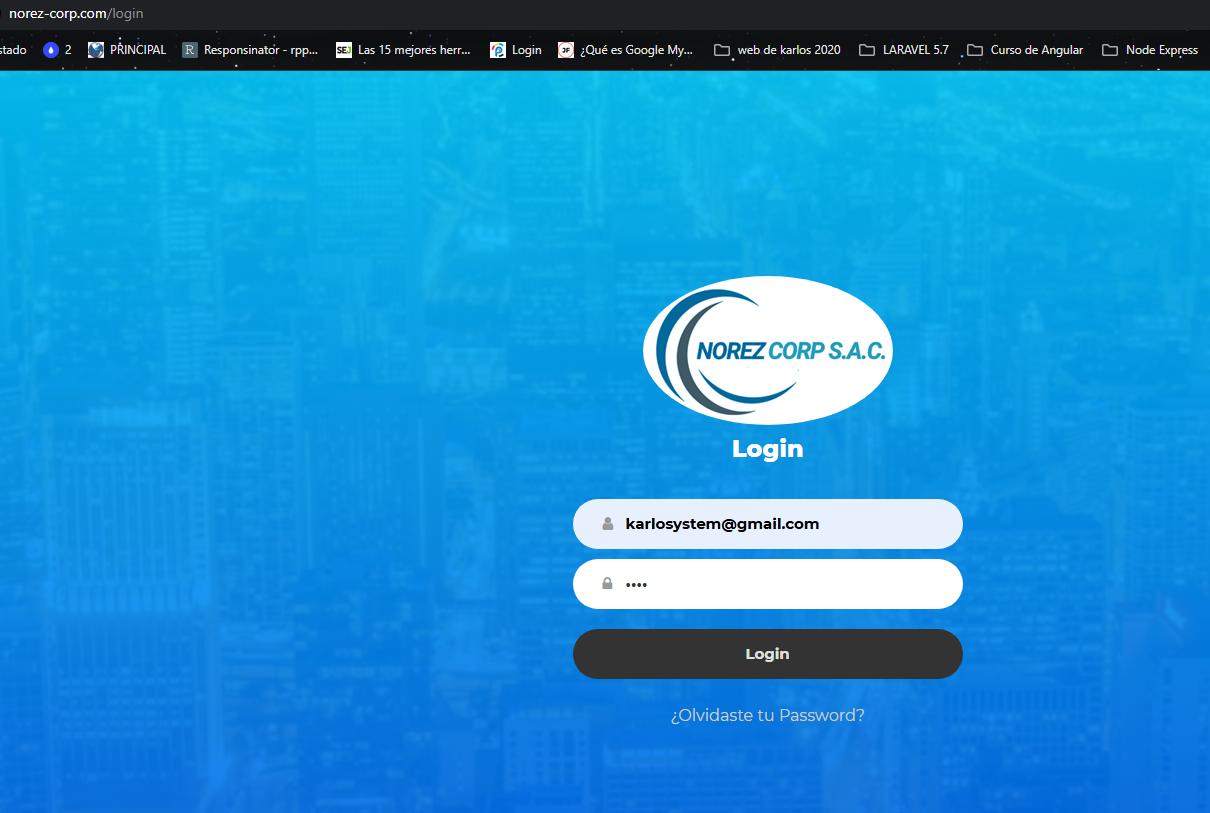 norez-corp.com/login
stado 2 PRINCIPAL R Responsinator - rpp... SEJ Las 15 mejores herr... Login JF ¿Qué es Google My... web de karlos 2020 LARAVEL 5.7 Curso de Angular Node Express
NOREZ CORP S.A.C.
Login
karlosystem@gmail.com
••••
Login
¿Olvidaste tu Password?